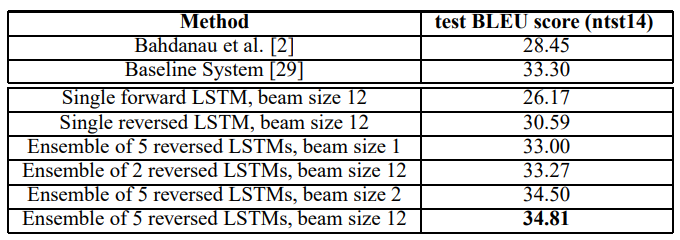 Method test BLEU score (ntst14)
Bahdanau et al. [2] 28.45
Baseline System [29] 33.30
Single forward LSTM, beam size 12 26.17
Single reversed LSTM, beam size 12 30.59
Ensemble of 5 reversed LSTMs, beam size 1 33.00
Ensemble of 2 reversed LSTMs, beam size 12 33.27
Ensemble of 5 reversed LSTMs, beam size 2 34.50
Ensemble of 5 reversed LSTMs, beam size 12 34.81